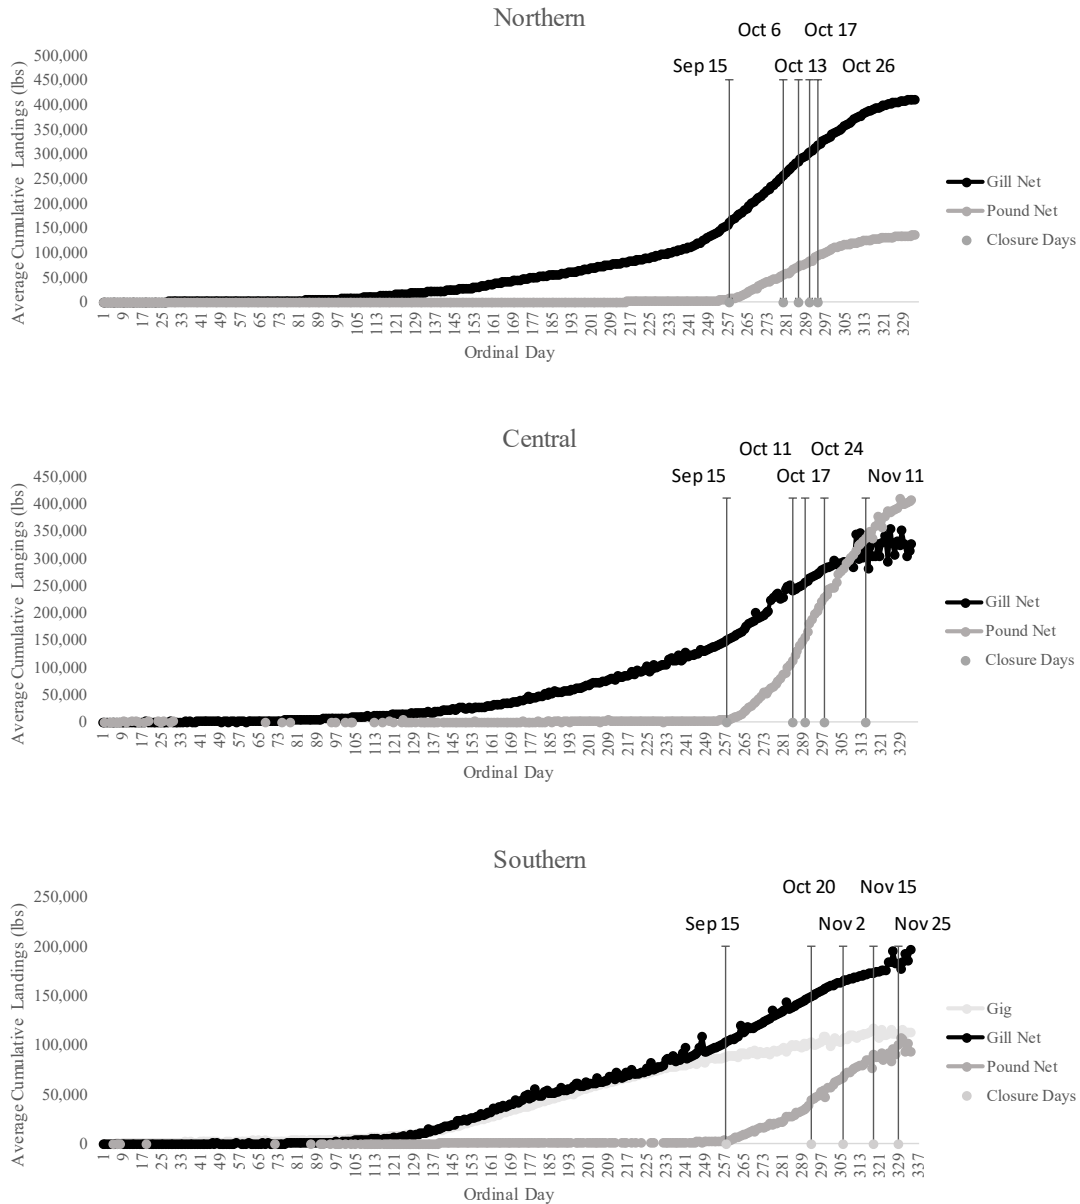 Northern
Oct 6 Oct 17
Sep 15 Oct 13 Oct 26
Average Cumulative Landings (lbs)
500,000
450,000
400,000
350,000
300,000
250,000
200,000
150,000
100,000
50,000
0
1 9 17 25 33 41 49 57 65 73 81 89 97 105 113 121 129 137 145 153 161 169 177 185 193 201 209 217 225 233 241 249 257 265 273 281 289 297 305 313 321 329
Ordinal Day
Gill Net
Pound Net
Closure Days
Central
Oct 11 Oct 24
Sep 15 Oct 17 Nov 11
Average Cumulative Langings (lbs)
450,000
400,000
350,000
300,000
250,000
200,000
150,000
100,000
50,000
0
1 9 17 25 33 41 49 57 65 73 81 89 97 105 113 121 129 137 145 153 161 169 177 185 193 201 209 217 225 233 241 249 257 265 273 281 289 297 305 313 321 329
Ordinal Day
Gill Net
Pound Net
Closure Days
Southern
Oct 20 Nov 15
Sep 15 Nov 2 Nov 25
Average Cumulative Landings (lbs)
250,000
200,000
150,000
100,000
50,000
0
1 9 17 25 33 41 49 57 65 73 81 89 97 105 113 121 129 137 145 153 161 169 177 185 193 201 209 217 225 233 241 249 257 265 273 281 289 297 305 313 321 329 337
Ordinal Day
Gig
Gill Net
Pound Net
Closure Days